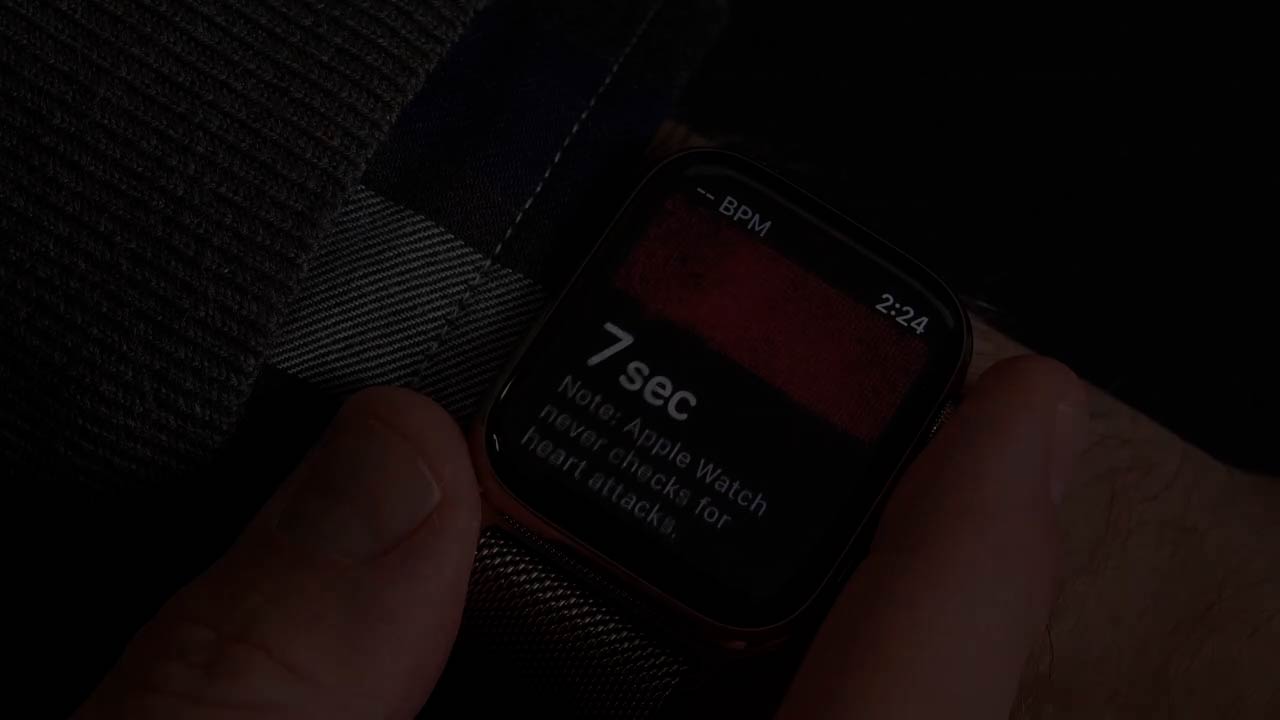 -- BPM
2:24
7 sec
Note: Apple Watch
never checks for
heart attacks.